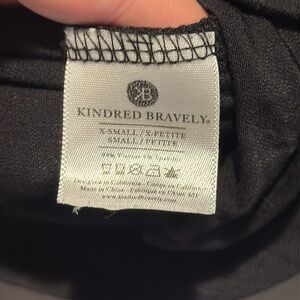 KINDRED BRAVELY®
X-SMALL / X-PETITE
SMALL / PETITE
Designed in California
Made in China
www.kindredbravely.com